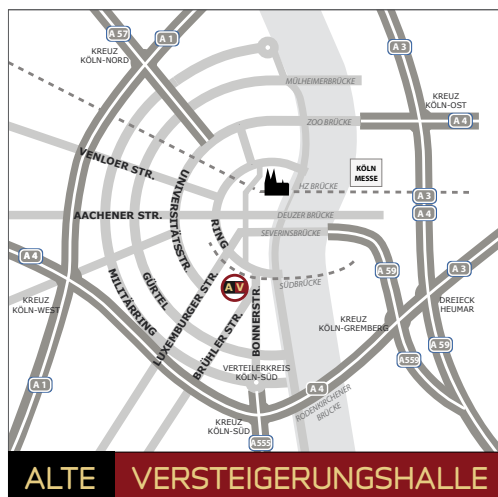 A 57
A 1
KREUZ
KÖLN-NORD
A 3
MÜLHEIMERBRÜCKE
KREUZ
KÖLN-OST
ZOO BRÜCKE
A 4
VENLOER STR.
UNIVERSITÄTSSTR.
KÖLN
MESSE
HZ BRÜCKE
A 3
A 4
AACHENER STR.
RING
DEUZER BRÜCKE
SEVERINSBRÜCKE
A 4
A 59
A 3
GÜRTEL
MILITÄRRING
LUXEMBURGER STR.
A V
SÜDBRÜCKE
BRÜHLER STR.
BONNERSTR.
KREUZ
KÖLN-WEST
DREIECK
HEUMAR
KREUZ
KÖLN-GREMBERG
A 59
A559
VERTEILERKREIS
KÖLN-SÜD
A 1
A 4
RODENKIRCHENER
BRÜCKE
KREUZ
KÖLN-SÜD
A555
ALTE VERSTEIGERUNGSHALLE